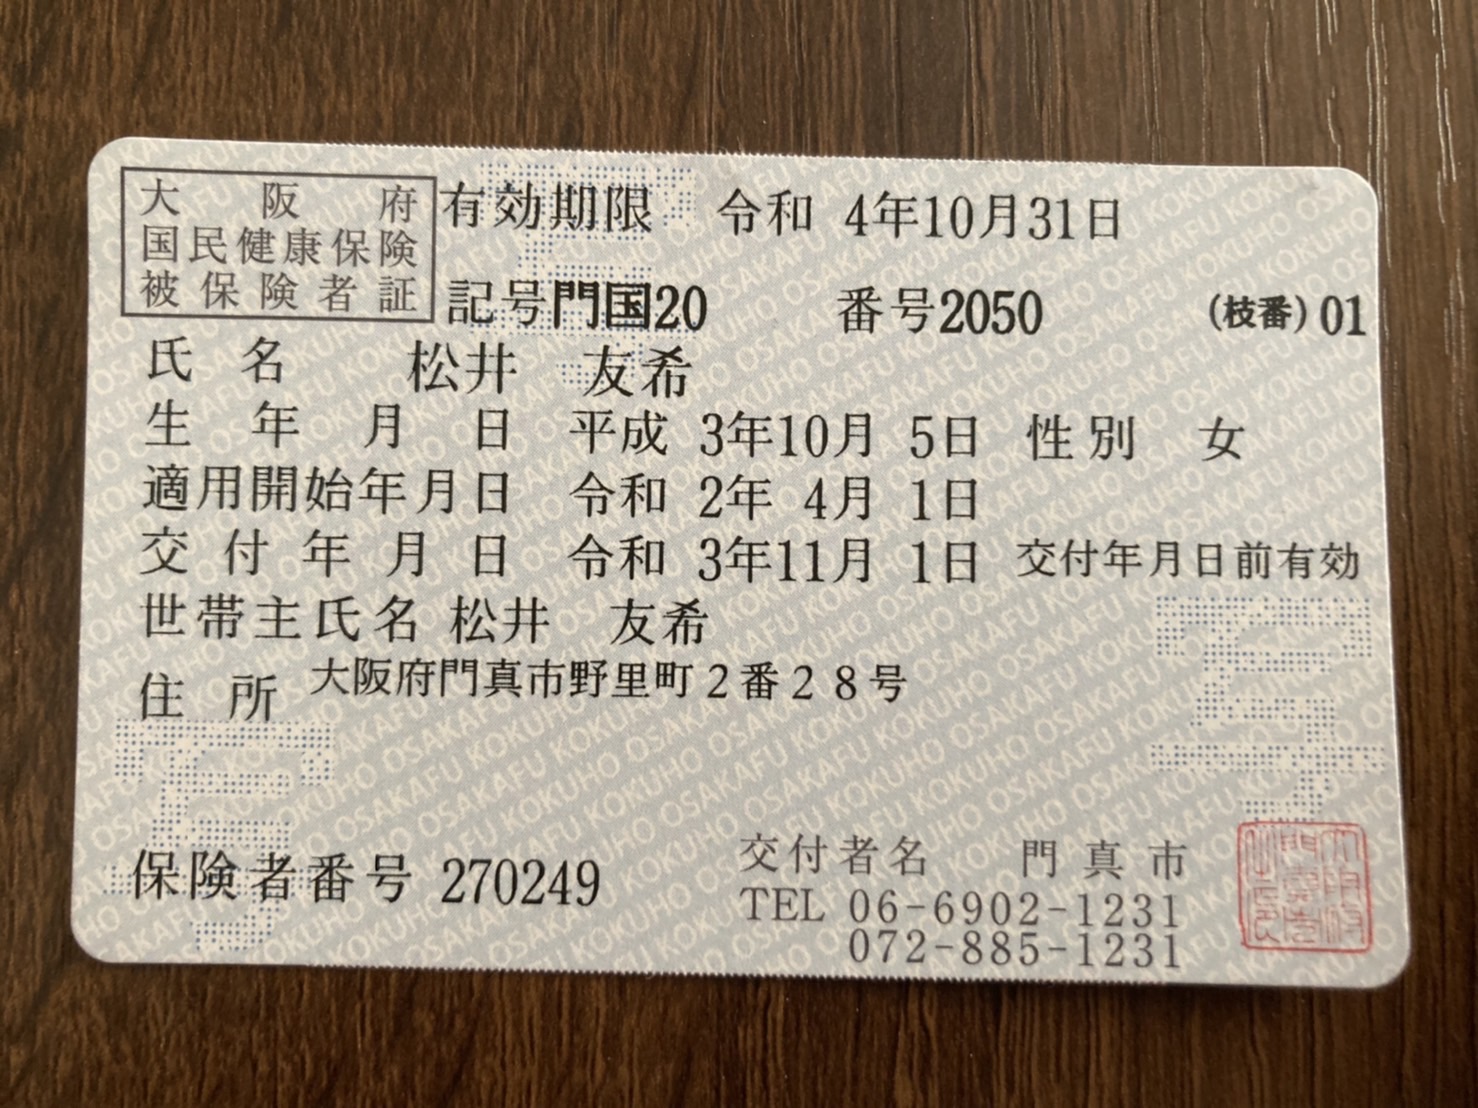 大阪府
国民健康保険
被保険者証
有効期限 令和 4年10月31日
記号門国20 番号2050 (枝番)01
氏名 松井 友希
生年月日 平成 3年10月 5日 性別 女
適用開始年月日 令和 2年 4月 1日
交付年月日 令和 3年11月 1日 交付年月日前有効
世帯主氏名 松井 友希
住所 大阪府門真市野里町２番２８号
保険者番号 270249
交付者名 門真市
TEL 06-6902-1231
072-885-1231
OSAKAFU KOKUHO